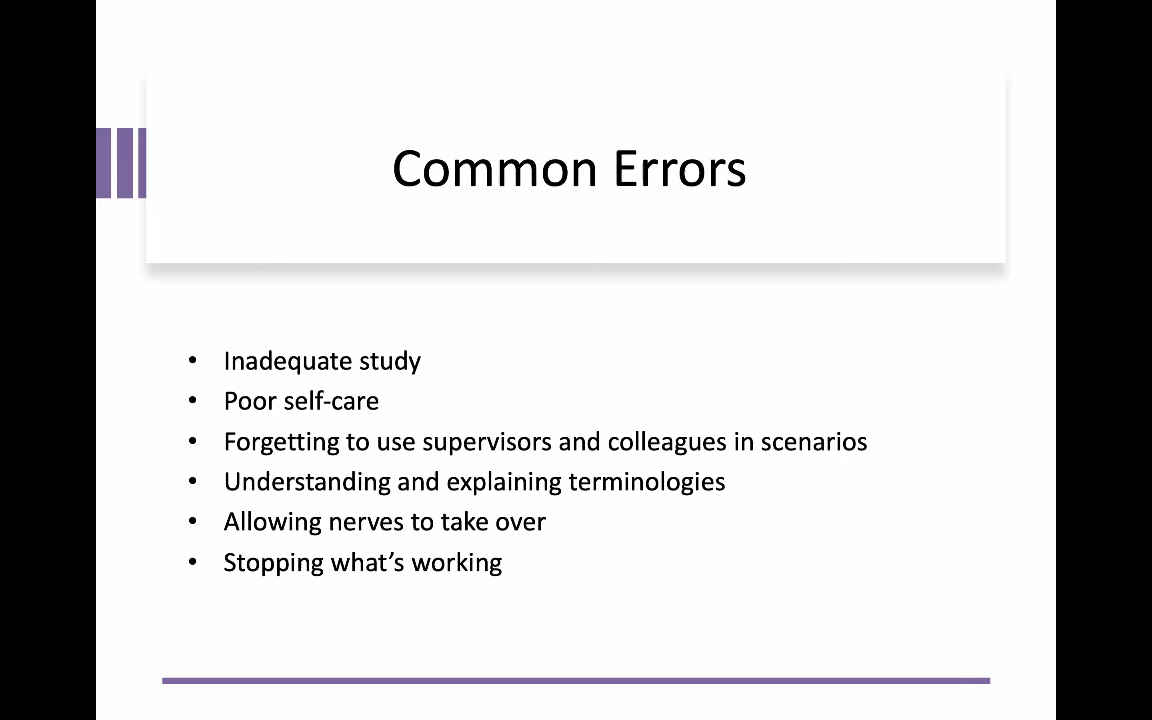 Common Errors
• Inadequate study
• Poor self-care
• Forgetting to use supervisors and colleagues in scenarios
• Understanding and explaining terminologies
• Allowing nerves to take over
• Stopping what’s working